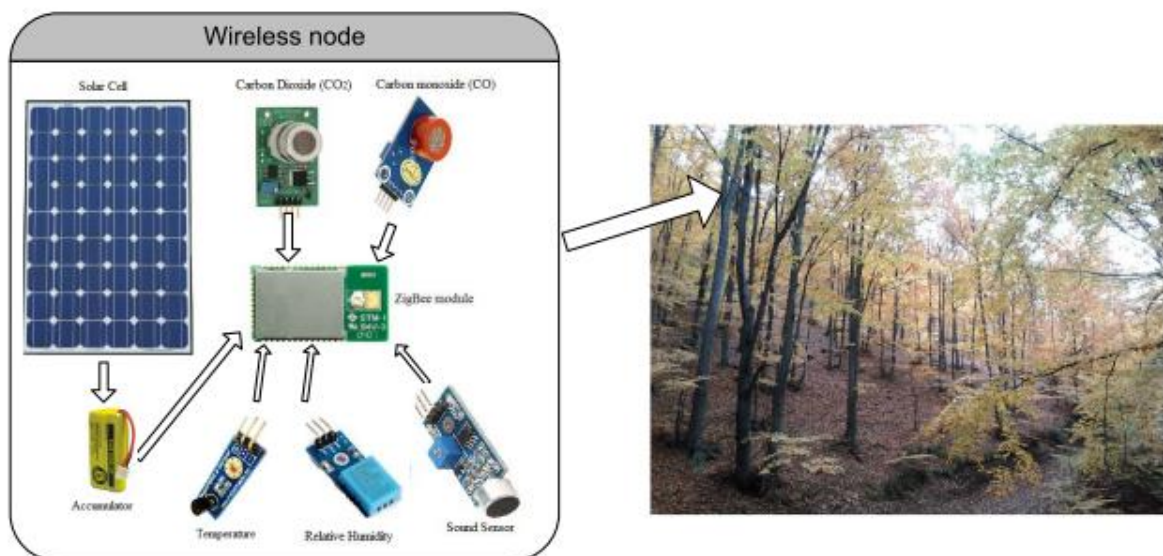 Wireless node
Solar Cell
Carbon Dioxide (CO2)
Carbon monoxide (CO)
ZigBee module
Accumulator
Temperature
Relative Humidity
Sound Sensor